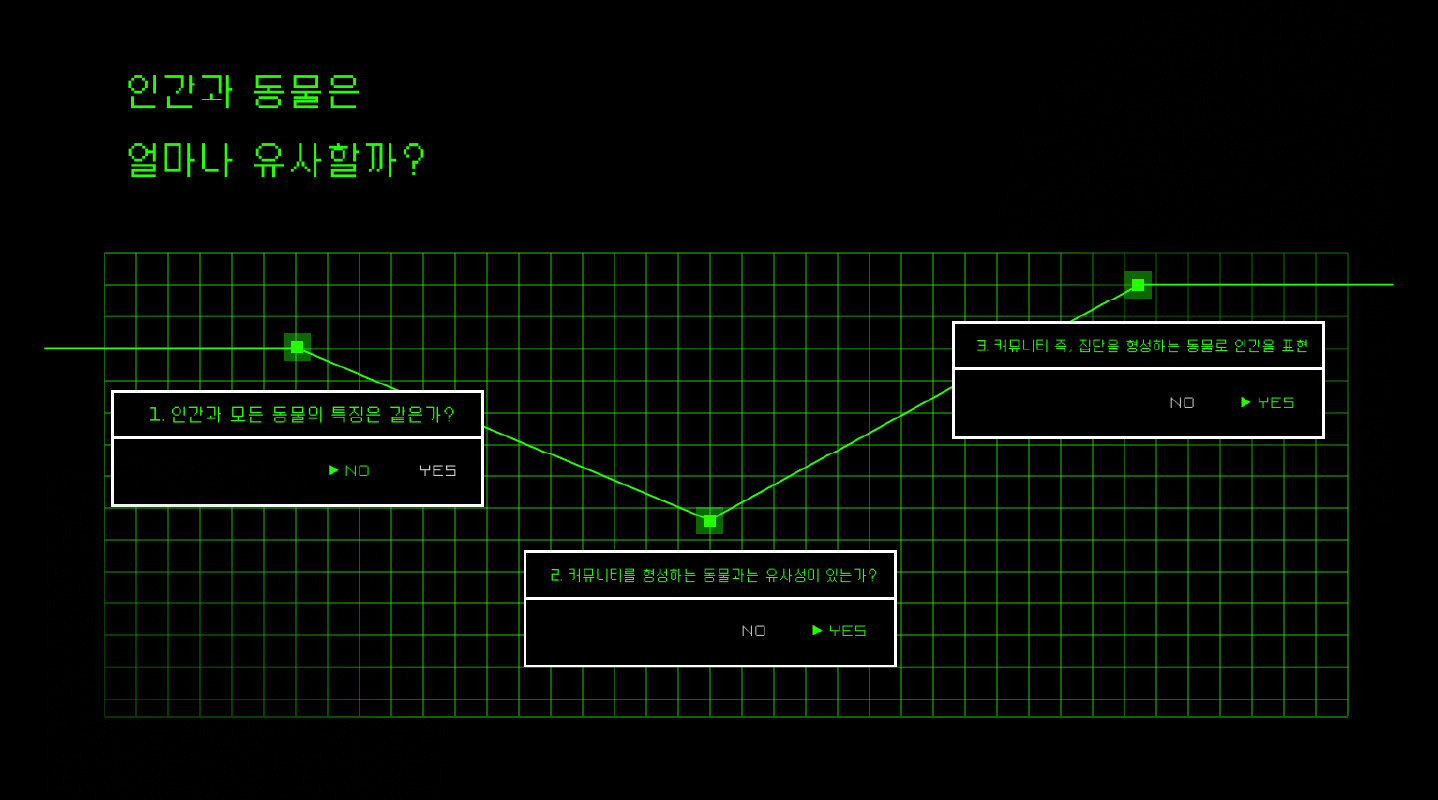 인간과 동물은
얼마나 유사할까?
1. 인간과 모든 동물의 특징은 같은가?
▶ NO YES
2. 커뮤니티를 형성하는 동물과는 유사성이 있는가?
NO ▶ YES
3. 커뮤니티 즉, 집단을 형성하는 동물로 인간을 표현
NO ▶ YES